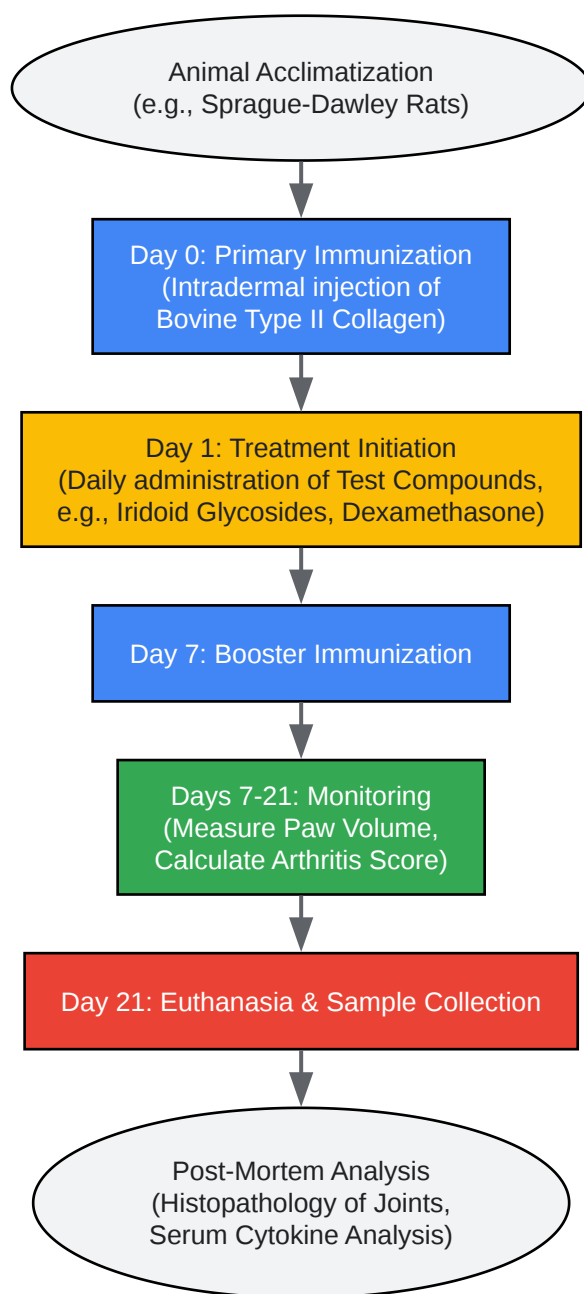 Animal Acclimatization
(e.g., Sprague-Dawley Rats)
Day 0: Primary Immunization
(Intradermal injection of
Bovine Type II Collagen)
Day 1: Treatment Initiation
(Daily administration of Test Compounds,
e.g., Iridoid Glycosides, Dexamethasone)
Day 7: Booster Immunization
Days 7-21: Monitoring
(Measure Paw Volume,
Calculate Arthritis Score)
Day 21: Euthanasia & Sample Collection
Post-Mortem Analysis
(Histopathology of Joints,
Serum Cytokine Analysis)